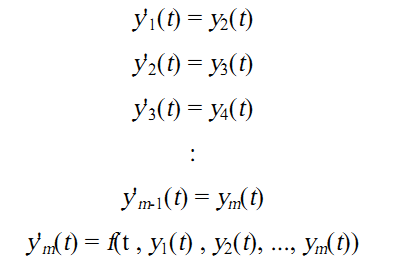 y'1(t) = y2(t)
y'2(t) = y3(t)
y'3(t) = y4(t)
:
y'm-1(t) = ym(t)
y'm(t) = f(t , y1(t) , y2(t), ..., ym(t))